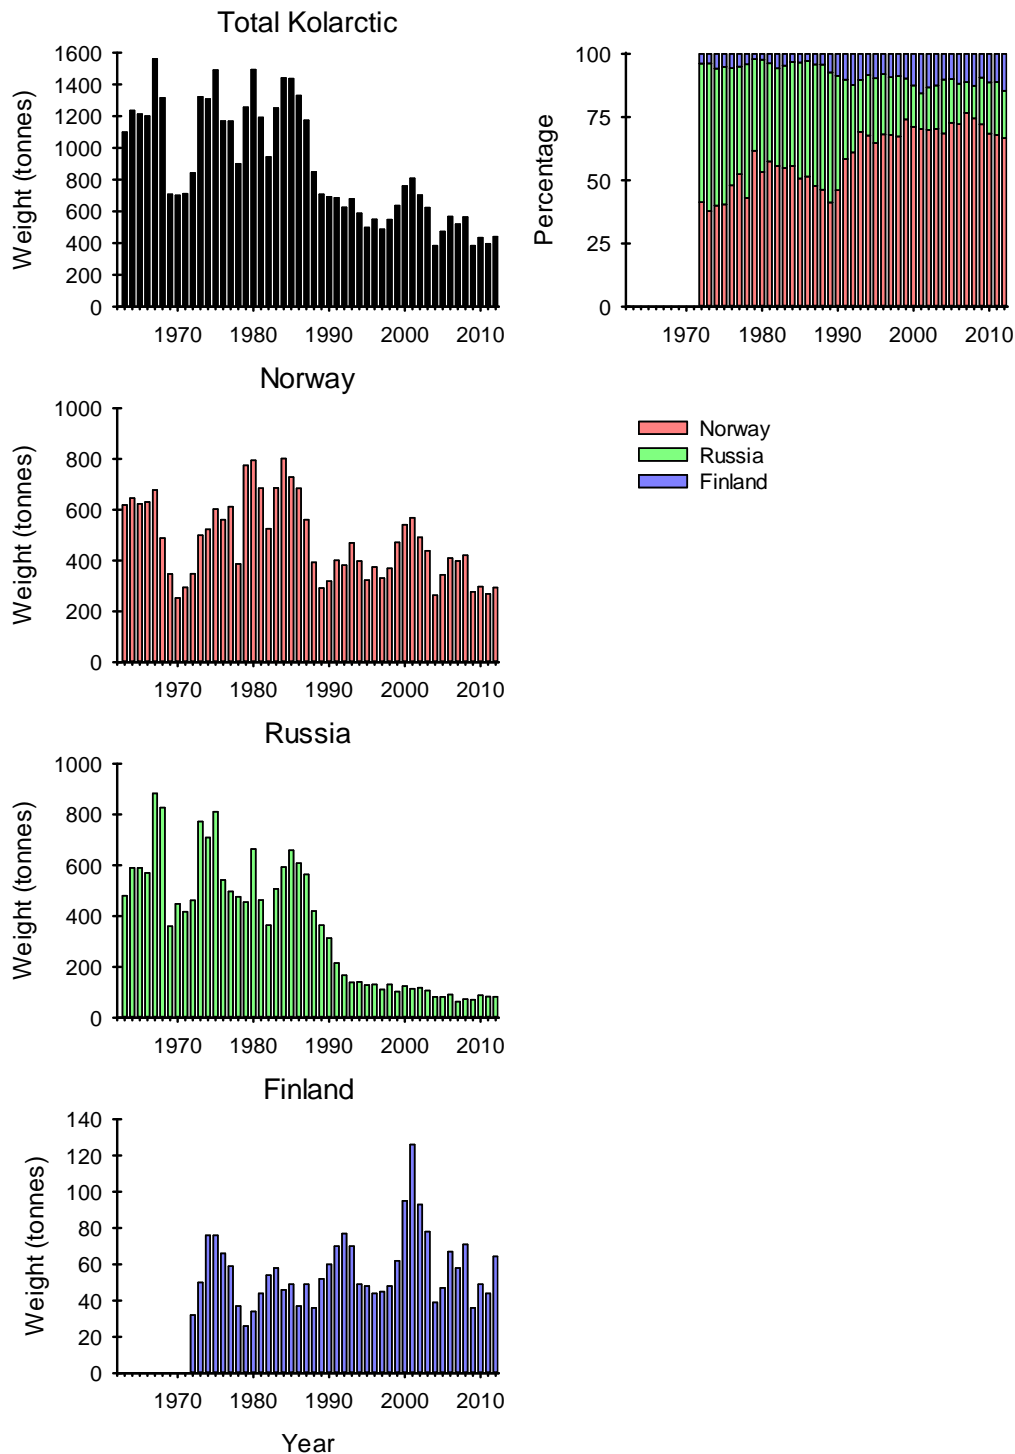 Total Kolarctic
Weight (tonnes)
1600
1400
1200
1000
800
600
400
200
0
1970 1980 1990 2000 2010
Percentage
100
75
50
25
0
1970 1980 1990 2000 2010
Norway
Russia
Finland
Norway
Weight (tonnes)
1000
800
600
400
200
0
1970 1980 1990 2000 2010
Russia
Weight (tonnes)
1000
800
600
400
200
0
1970 1980 1990 2000 2010
Finland
Weight (tonnes)
140
120
100
80
60
40
20
0
1970 1980 1990 2000 2010
Year